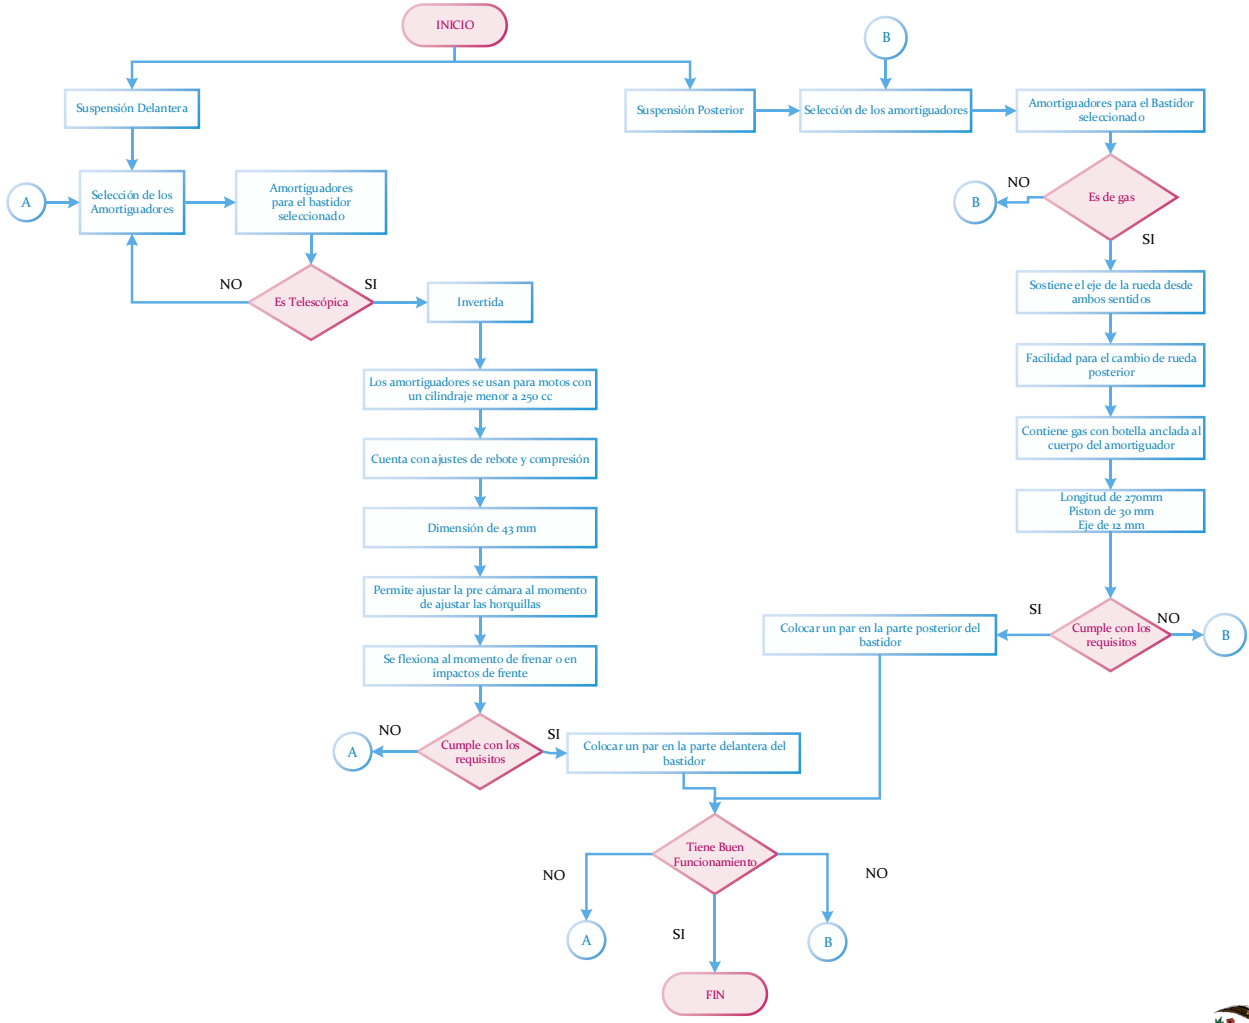 INICIO
Suspensión Delantera
A
Selección de los
Amortiguadores
Amortiguadores
para el bastidor
seleccionado
Es Telescópica
NO
SI
Invertida
Los amortiguadores se usan para motos con
un cilindraje menor a 250 cc
Cuenta con ajustes de rebote y compresión
Dimensión de 43 mm
Permite ajustar la pre cámara al momento
de ajustar las horquillas
Se flexiona al momento de frenar o en
impactos de frente
Cumple con los
requisitos
NO
A
SI
Colocar un par en la parte delantera del
bastidor
Suspensión Posterior
B
Selección de los amortiguadores
Amortiguadores para el Bastidor
seleccionado
Es de gas
NO
B
SI
Sostiene el eje de la rueda desde
ambos sentidos
Facilidad para el cambio de rueda
posterior
Contiene gas con botella anclada al
cuerpo del amortiguador
Longitud de 270mm
Piston de 30 mm
Eje de 12 mm
Cumple con los
requisitos
NO
B
SI
Colocar un par en la parte posterior del
bastidor
Tiene Buen
Funcionamiento
NO
A
NO
B
SI
FIN